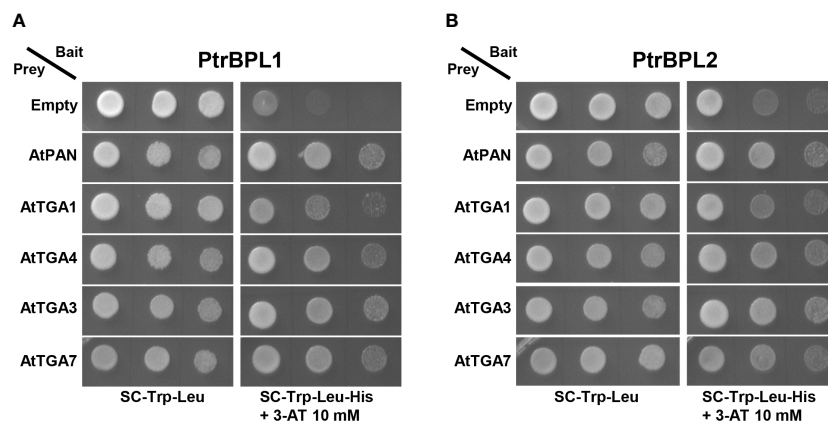 A
Bait
Prey
PtrBPL1
Empty
AtPAN
AtTGA1
AtTGA4
AtTGA3
AtTGA7
SC-Trp-Leu
SC-Trp-Leu-His
+ 3-AT 10 mM
B
Bait
Prey
PtrBPL2
Empty
AtPAN
AtTGA1
AtTGA4
AtTGA3
AtTGA7
SC-Trp-Leu
SC-Trp-Leu-His
+ 3-AT 10 mM